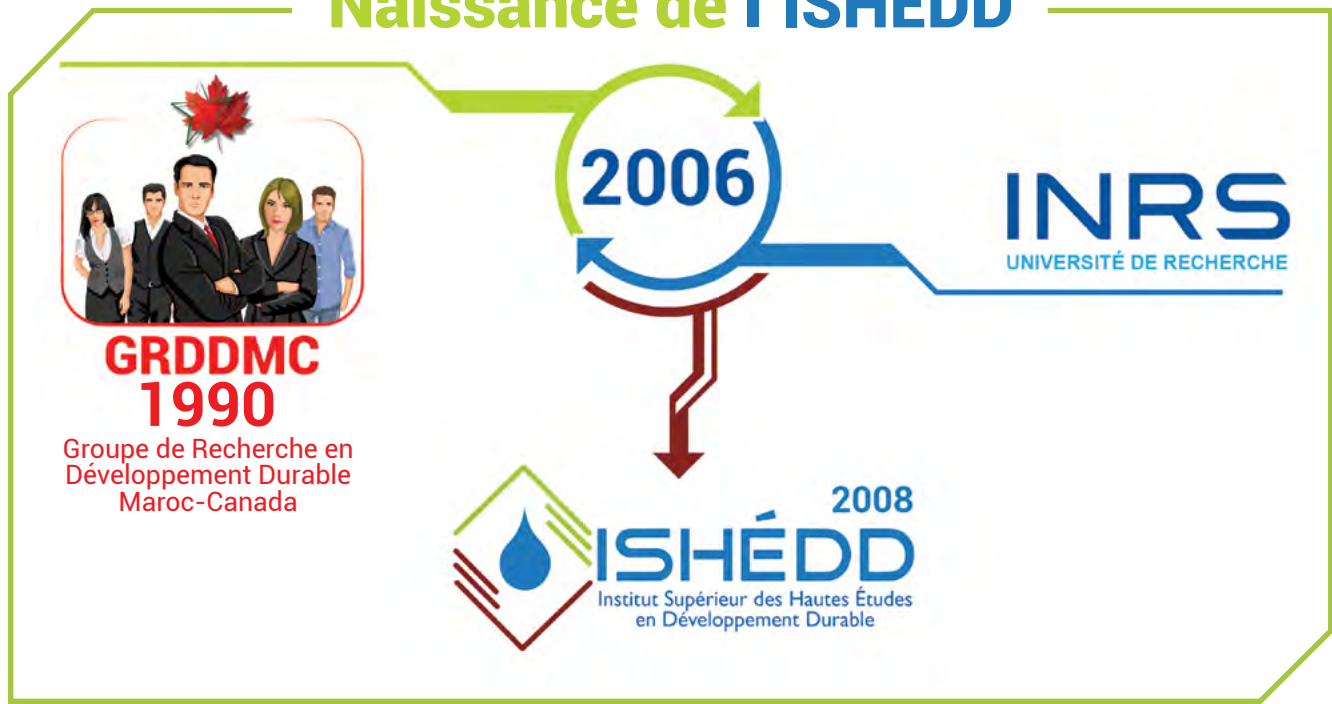 Naissance de l'ISHÉDD
2006
INRS
UNIVERSITÉ DE RECHERCHE
GRDDMC
1990
Groupe de Recherche en
Développement Durable
Maroc-Canada
2008
ISHÉDD
Institut Supérieur des Hautes Études
en Développement Durable